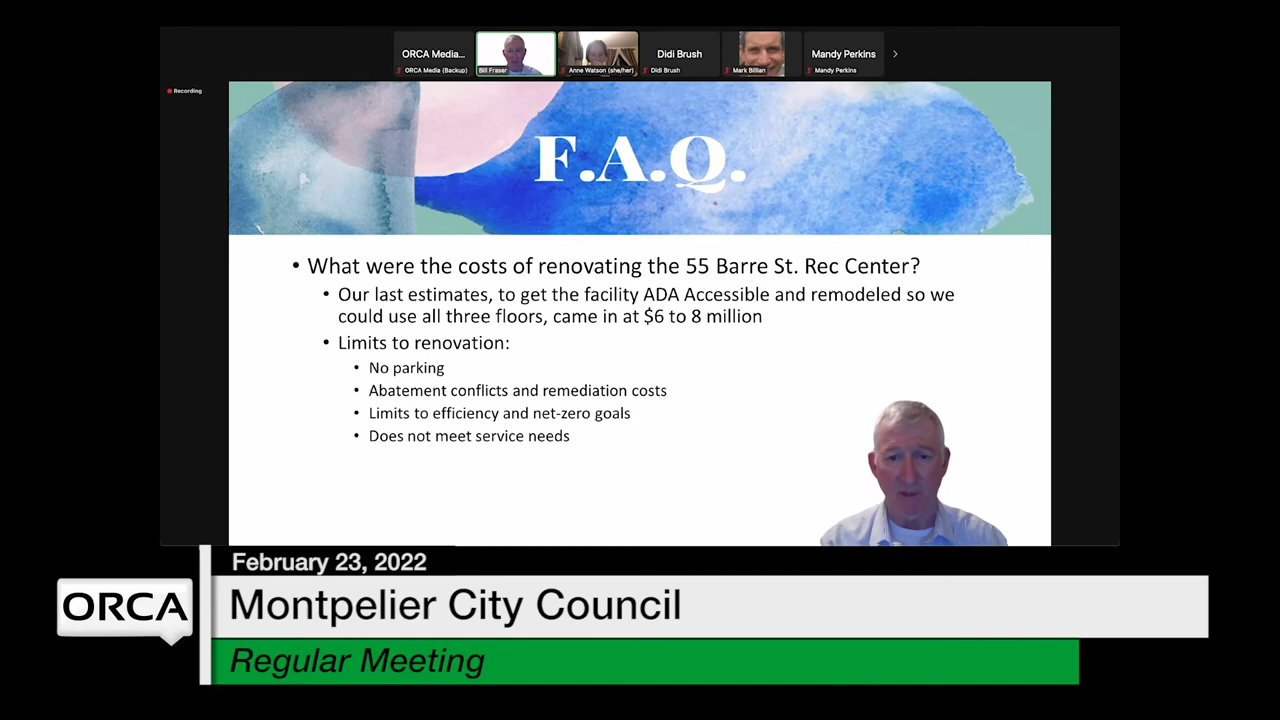 ORCA Media...
Didi Brush
Mandy Perkins
ORCA Media (Backup)
Bill Fraser
Anne Watson (she/her)
Didi Brush
Mark Billian
Mandy Perkins
Recording
F.A.Q.
• What were the costs of renovating the 55 Barre St. Rec Center?
• Our last estimates, to get the facility ADA Accessible and remodeled so we
could use all three floors, came in at $6 to 8 million
• Limits to renovation:
• No parking
• Abatement conflicts and remediation costs
• Limits to efficiency and net-zero goals
• Does not meet service needs
February 23, 2022
ORCA
Montpelier City Council
Regular Meeting